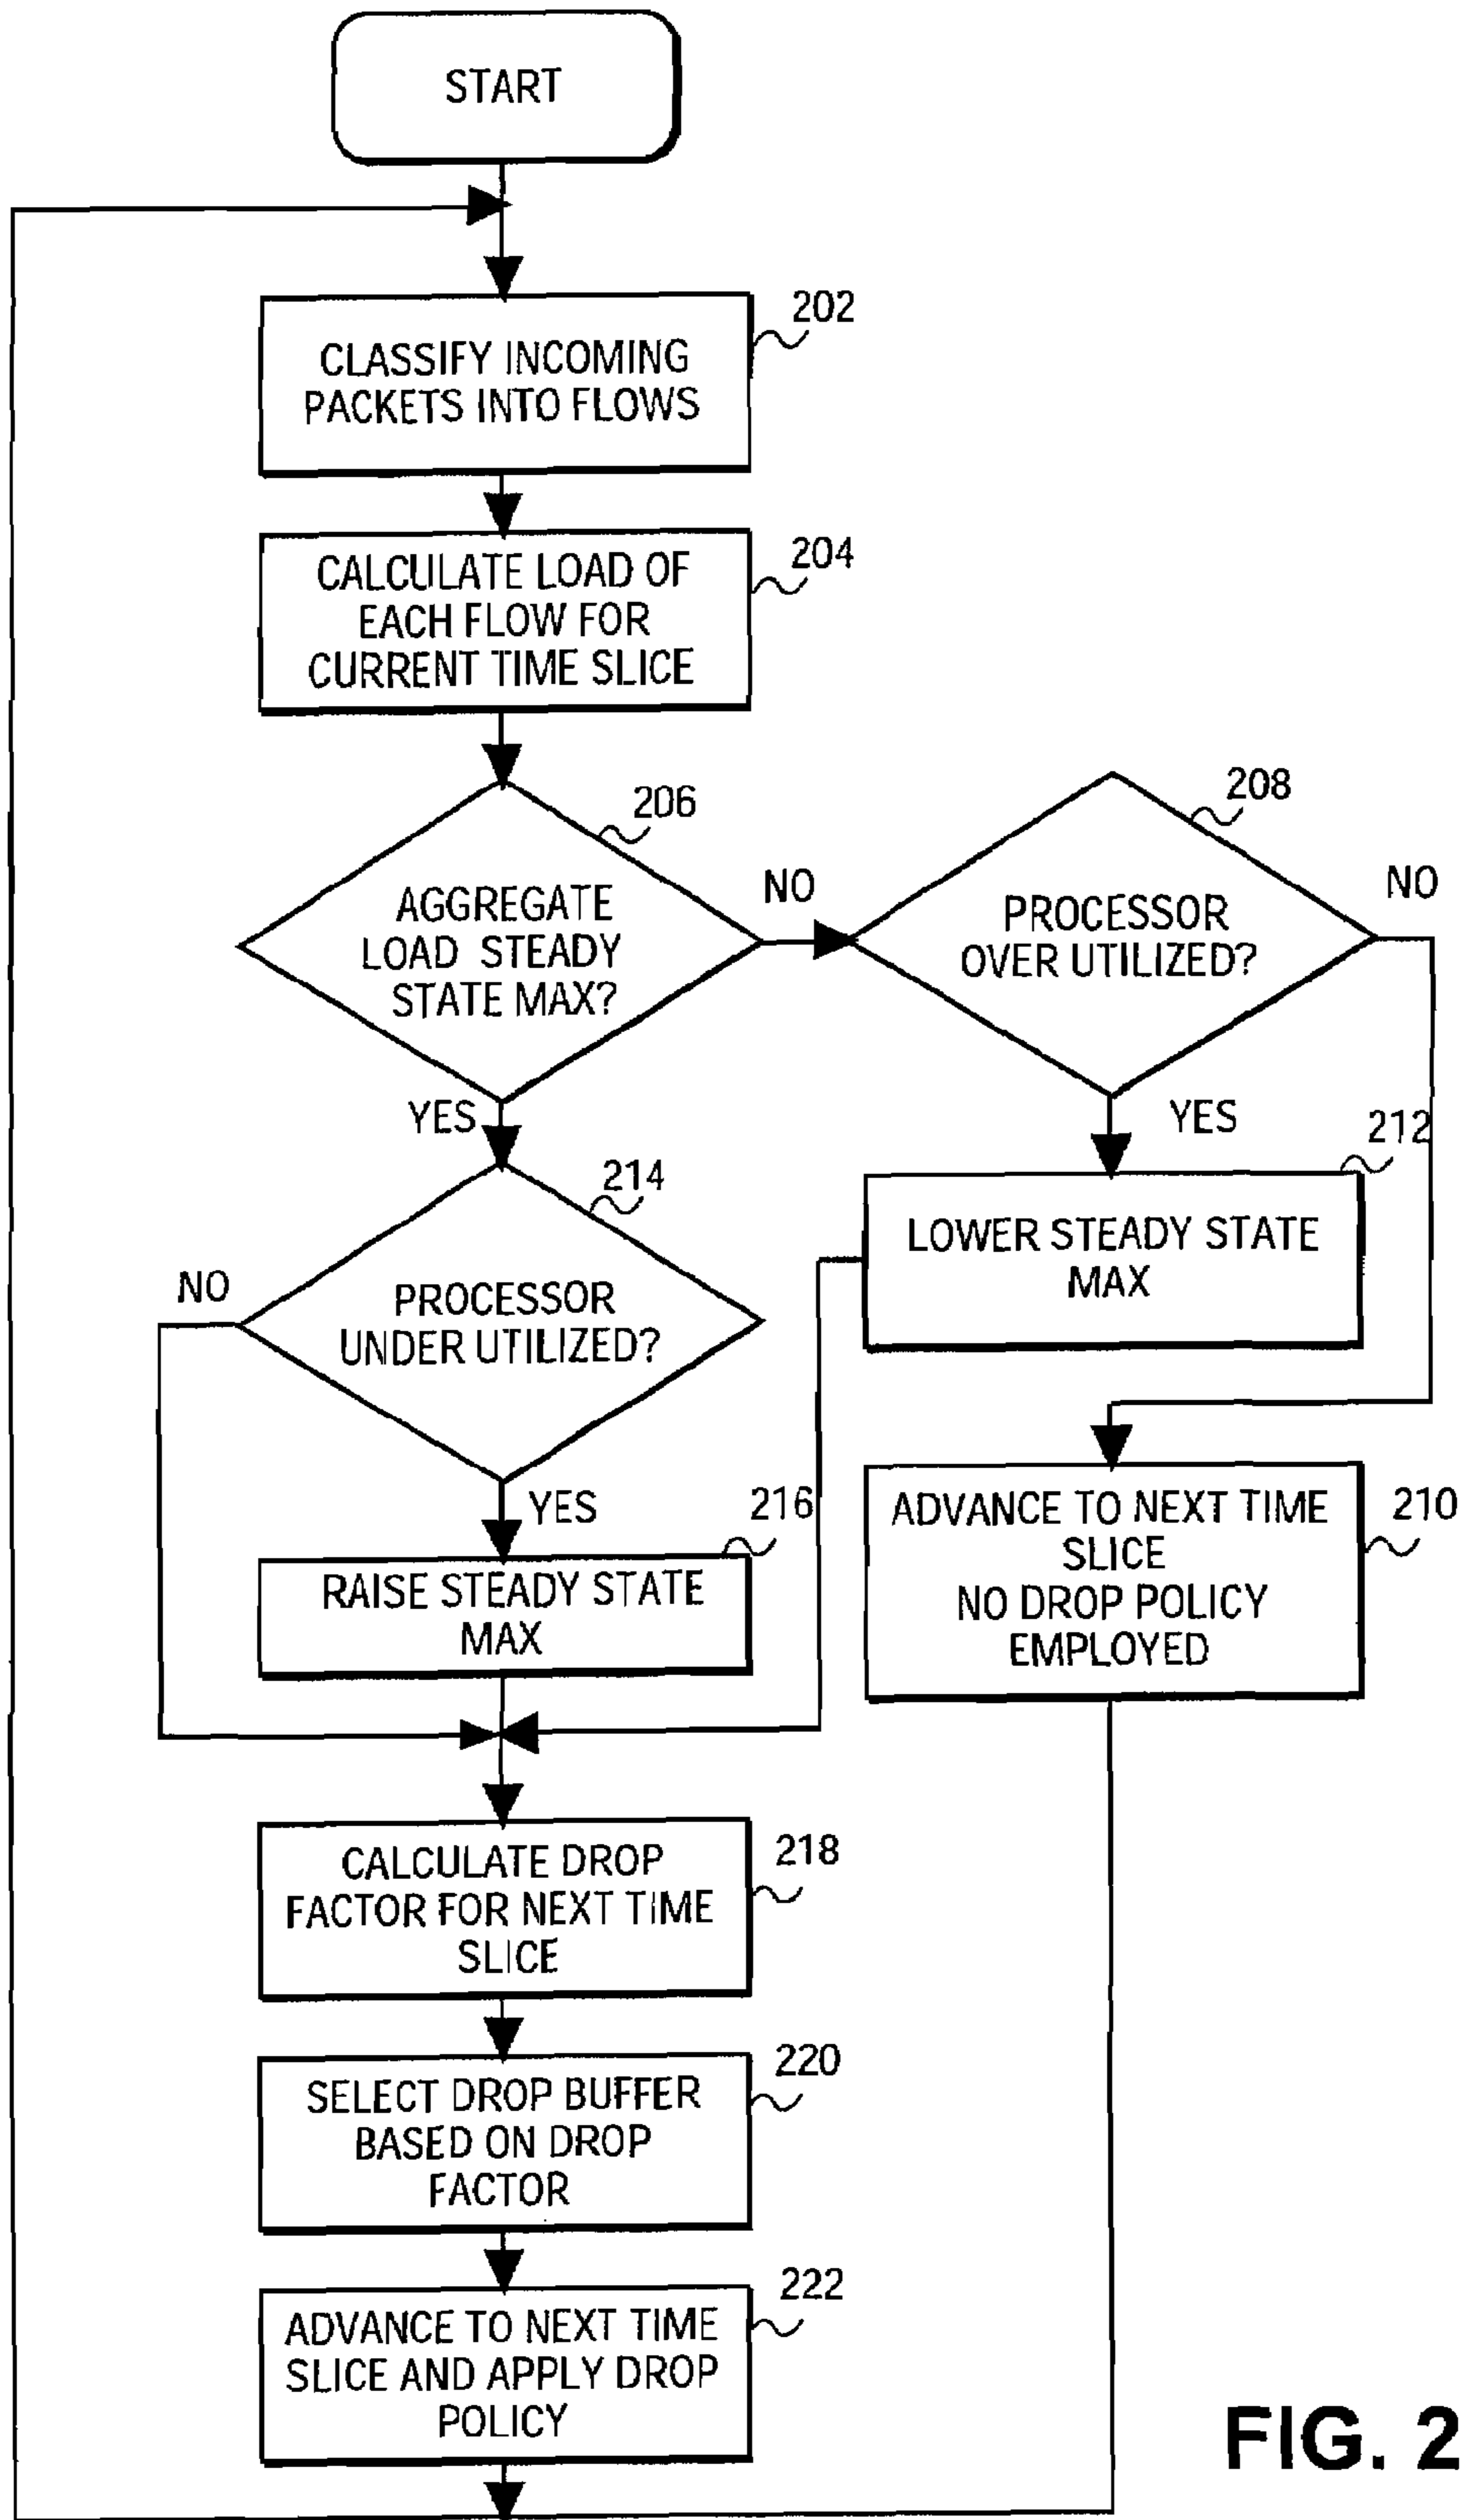 START
202
CLASSIFY INCOMING
PACKETS INTO FLOWS
204
CALCULATE LOAD OF
EACH FLOW FOR
CURRENT TIME SLICE
206
AGGREGATE
LOAD STEADY
STATE MAX?
NO
208
PROCESSOR
OVER UTILIZED?
NO
YES
YES
212
LOWER STEADY STATE
MAX
214
PROCESSOR
UNDER UTILIZED?
NO
YES
216
RAISE STEADY STATE
MAX
210
ADVANCE TO NEXT TIME
SLICE
NO DROP POLICY
EMPLOYED
218
CALCULATE DROP
FACTOR FOR NEXT TIME
SLICE
220
SELECT DROP BUFFER
BASED ON DROP
FACTOR
222
ADVANCE TO NEXT TIME
SLICE AND APPLY DROP
POLICY
FIG. 2